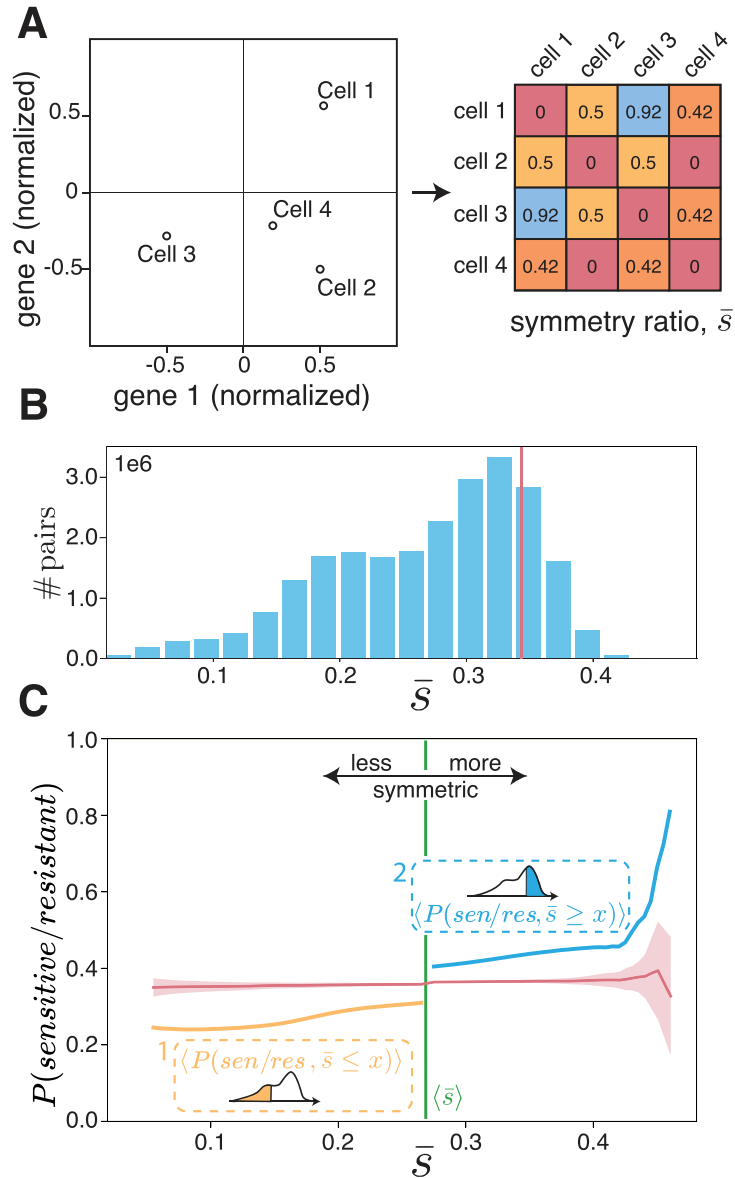 A
gene 2 (normalized)
0.5
0
-0.5
Cell 1
Cell 4
Cell 3
Cell 2
-0.5
0
0.5
gene 1 (normalized)
cell 1
cell 2
cell 3
cell 4
cell 1
0
0.5
0.92
0.42
cell 2
0.5
0
0.5
0
cell 3
0.92
0.5
0
0.42
cell 4
0.42
0
0.42
0
symmetry ratio, s̄
B
1e6
# pairs
3.0
2.0
1.0
0.0
0.1
0.2
0.3
0.4
s̄
C
P(sensitive/resistant)
1.0
0.8
0.6
0.4
0.2
0.0
less
more
symmetric
2
⟨P(sen/res, s̄ ≥ x)⟩
1
⟨P(sen/res, s̄ ≤ x)⟩
⟨s̄⟩
0.1
0.2
0.3
0.4
s̄